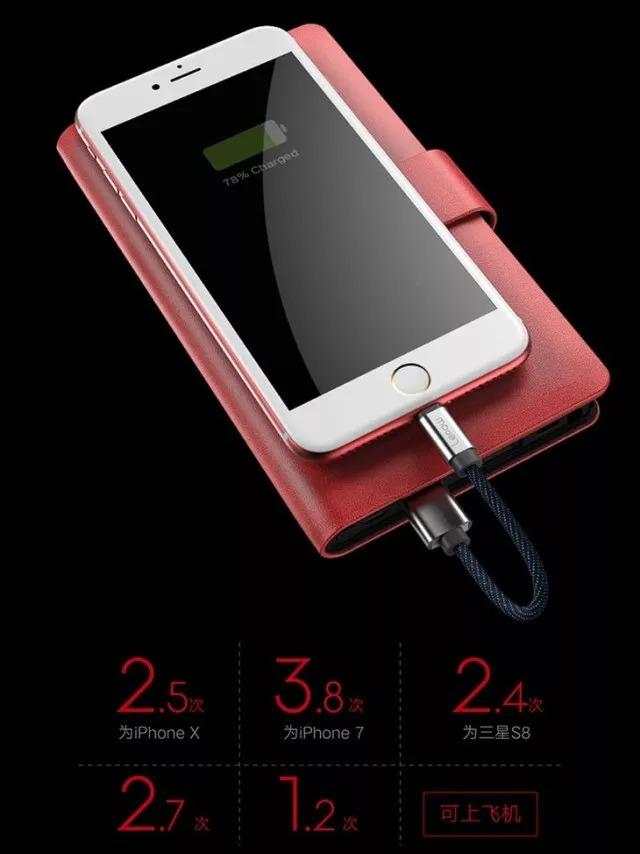 78% Charged
Lepow
2.5次
3.8次
2.4次
为iPhone X
为iPhone 7
为三星S8
2.7次
1.2次
可上飞机